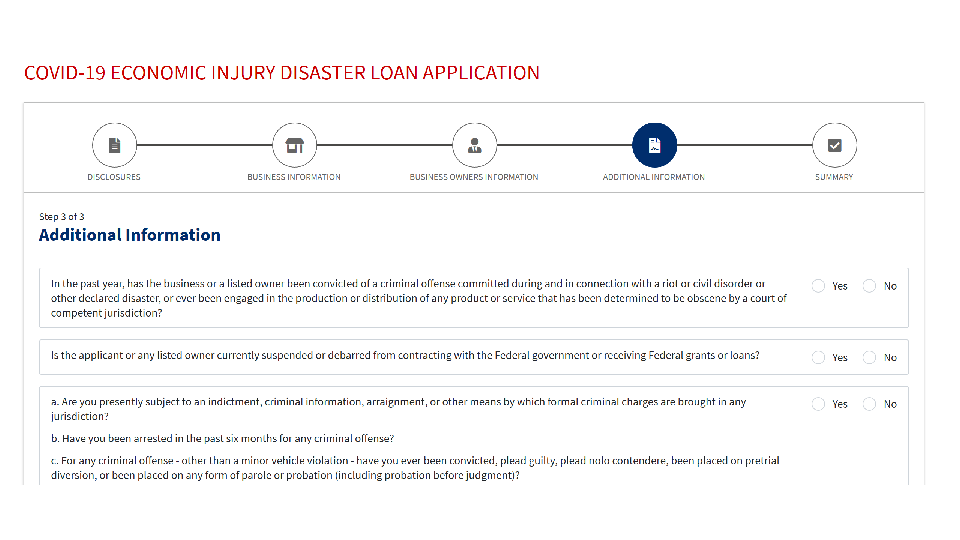 COVID-19 ECONOMIC INJURY DISASTER LOAN APPLICATION
DISCLOSURES
BUSINESS INFORMATION
BUSINESS OWNERS INFORMATION
ADDITIONAL INFORMATION
SUMMARY
Step 3 of 3
Additional Information
In the past year, has the business or a listed owner been convicted of a criminal offense committed during and in connection with a riot or civil disorder or
other declared disaster, or ever been engaged in the production or distribution of any product or service that has been determined to be obscene by a court of
competent jurisdiction?
Yes No
Is the applicant or any listed owner currently suspended or debarred from contracting with the Federal government or receiving Federal grants or loans?
Yes No
a. Are you presently subject to an indictment, criminal information, arraignment, or other means by which formal criminal charges are brought in any
jurisdiction?
Yes No
b. Have you been arrested in the past six months for any criminal offense?
c. For any criminal offense - other than a minor vehicle violation - have you ever been convicted, plead guilty, plead nolo contendere, been placed on pretrial
diversion, or been placed on any form of parole or probation (including probation before judgment)?